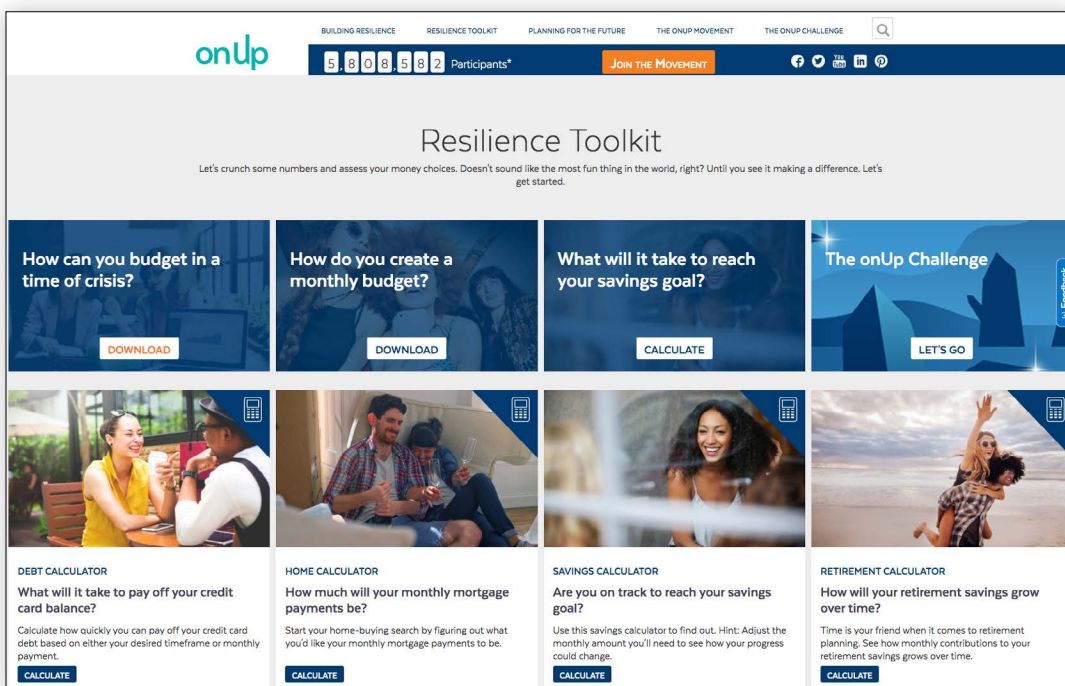 onUp
BUILDING RESILIENCE
RESILIENCE TOOLKIT
PLANNING FOR THE FUTURE
THE ONUP MOVEMENT
THE ONUP CHALLENGE
5,808,582 Participants*
JOIN THE MOVEMENT
You Tube
in
Resilience Toolkit
Let's crunch some numbers and assess your money choices. Doesn't sound like the most fun thing in the world, right? Until you see it making a difference. Let's
get started.
How can you budget in a
time of crisis?
DOWNLOAD
How do you create a
monthly budget?
DOWNLOAD
What will it take to reach
your savings goal?
CALCULATE
The onUp Challenge
LET'S GO
Feedback
DEBT CALCULATOR
What will it take to pay off your credit
card balance?
Calculate how quickly you can pay off your credit card
debt based on either your desired timeframe or monthly
payment.
CALCULATE
HOME CALCULATOR
How much will your monthly mortgage
payments be?
Start your home-buying search by figuring out what
you'd like your monthly mortgage payments to be.
CALCULATE
SAVINGS CALCULATOR
Are you on track to reach your savings
goal?
Use this savings calculator to find out. Hint: Adjust the
monthly amount you'll need to see how your progress
could change.
CALCULATE
RETIREMENT CALCULATOR
How will your retirement savings grow
over time?
Time is your friend when it comes to retirement
planning. See how monthly contributions to your
retirement savings grows over time.
CALCULATE